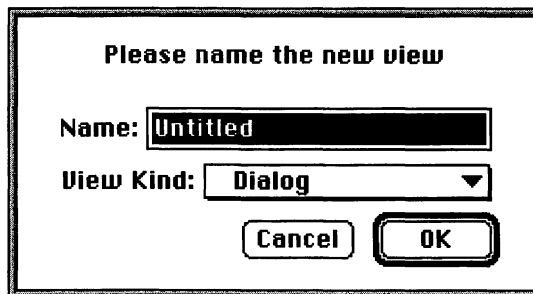 Please name the new view
Name: Untitled
View Kind: Dialog
Cancel OK